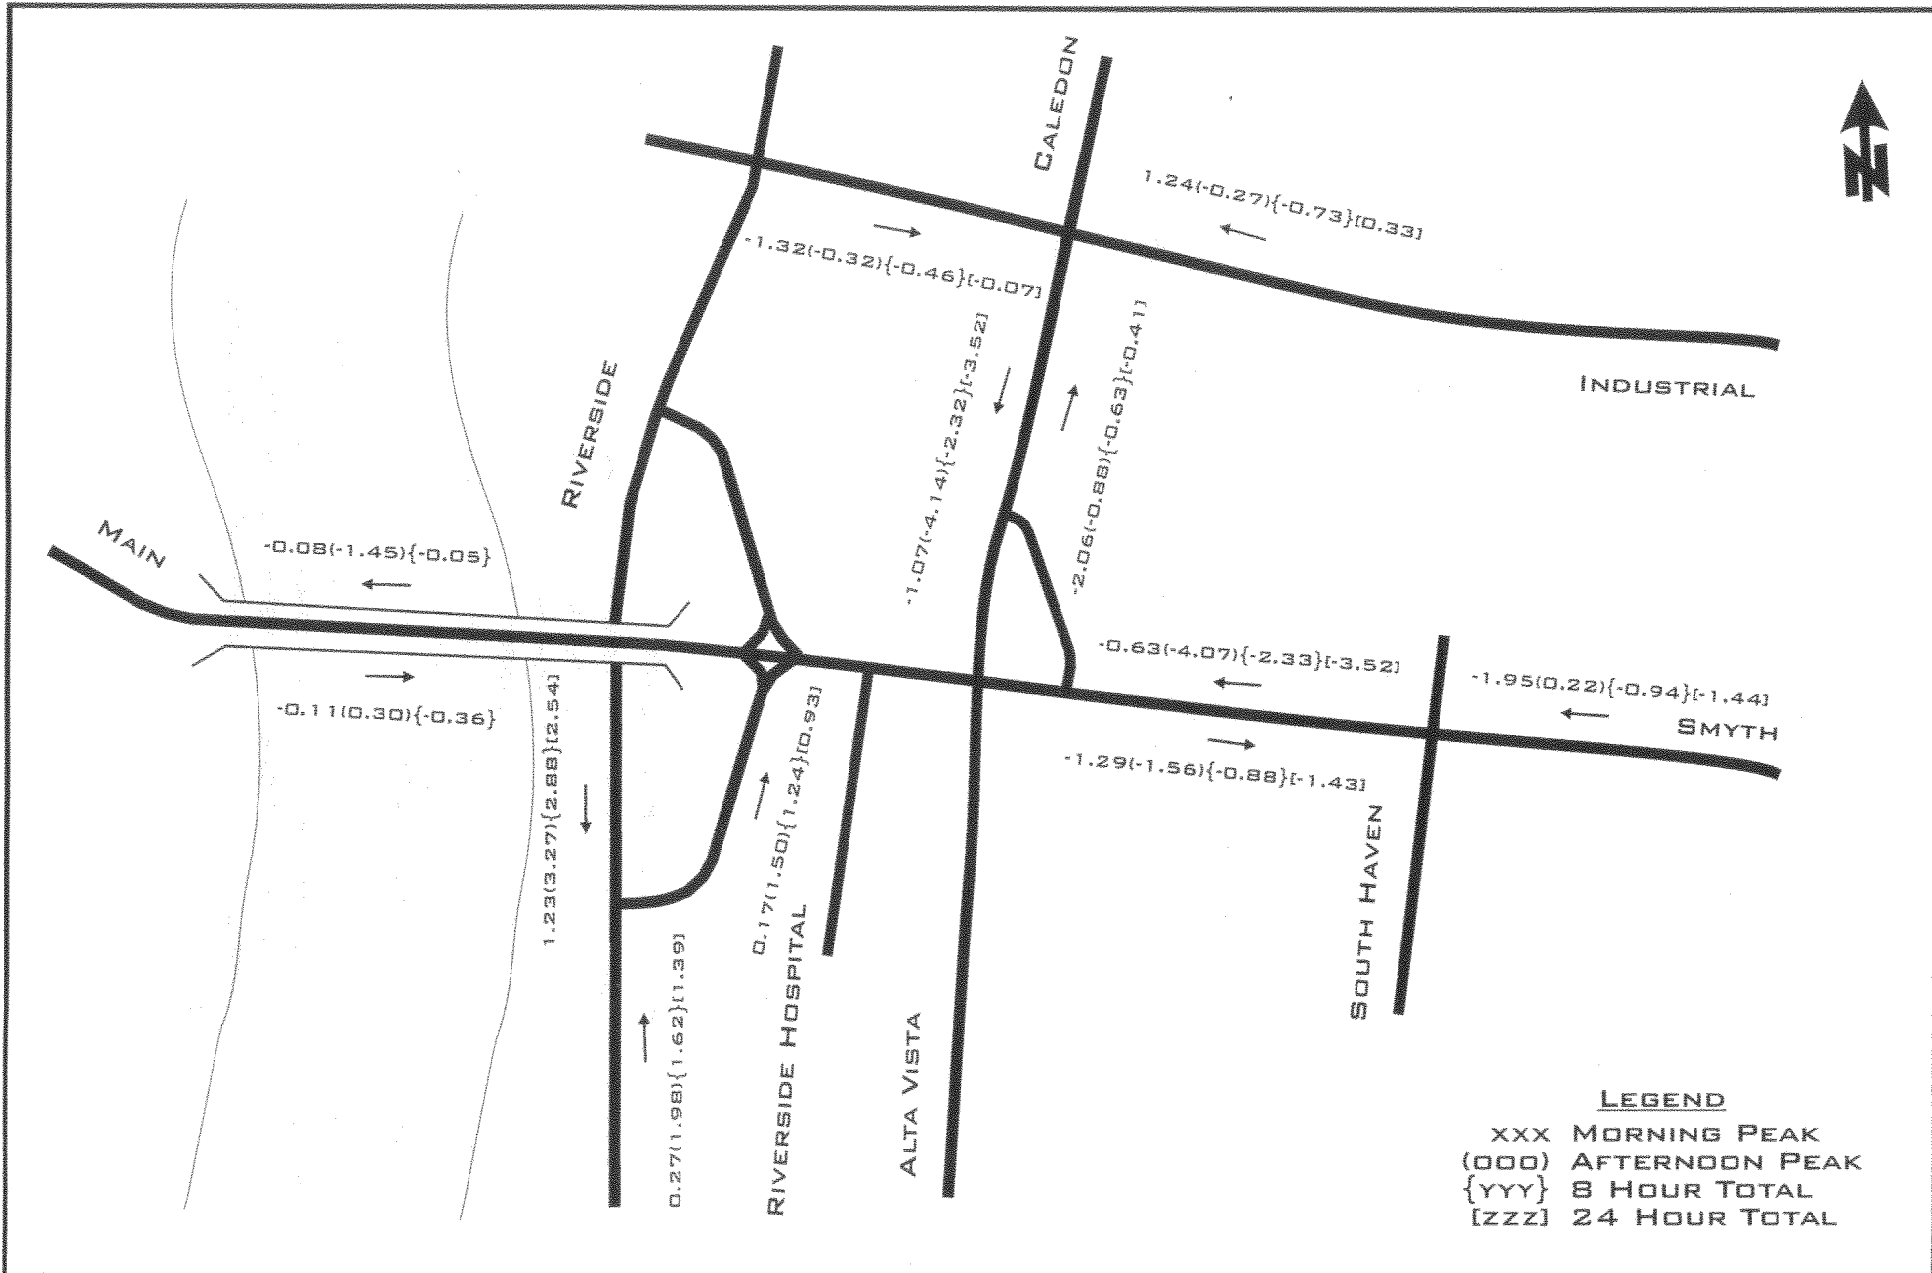 CALEDON
1.24(-0.27){-0.73}[0.33]
-1.32(-0.32){-0.46}[-0.07]
INDUSTRIAL
RIVERSIDE
-1.07(-4.14){-2.32}[-3.52]
-2.06(-0.88){-0.63}[-0.41]
MAIN
-0.08(-1.45){-0.05}
-0.11(0.30){-0.36}
-0.63(-4.07){-2.33}[-3.52]
-1.95(0.22){-0.94}[-1.44]
SMYTH
-1.29(-1.56){-0.88}[-1.43]
1.23(3.27){2.88}[2.54]
0.17(1.50){1.24}[0.93]
0.27(1.98){1.62}[1.39]
RIVERSIDE HOSPITAL
ALTA VISTA
SOUTH HAVEN
N
LEGEND
XXX MORNING PEAK
(OOO) AFTERNOON PEAK
{YYY} 8 HOUR TOTAL
[ZZZ] 24 HOUR TOTAL